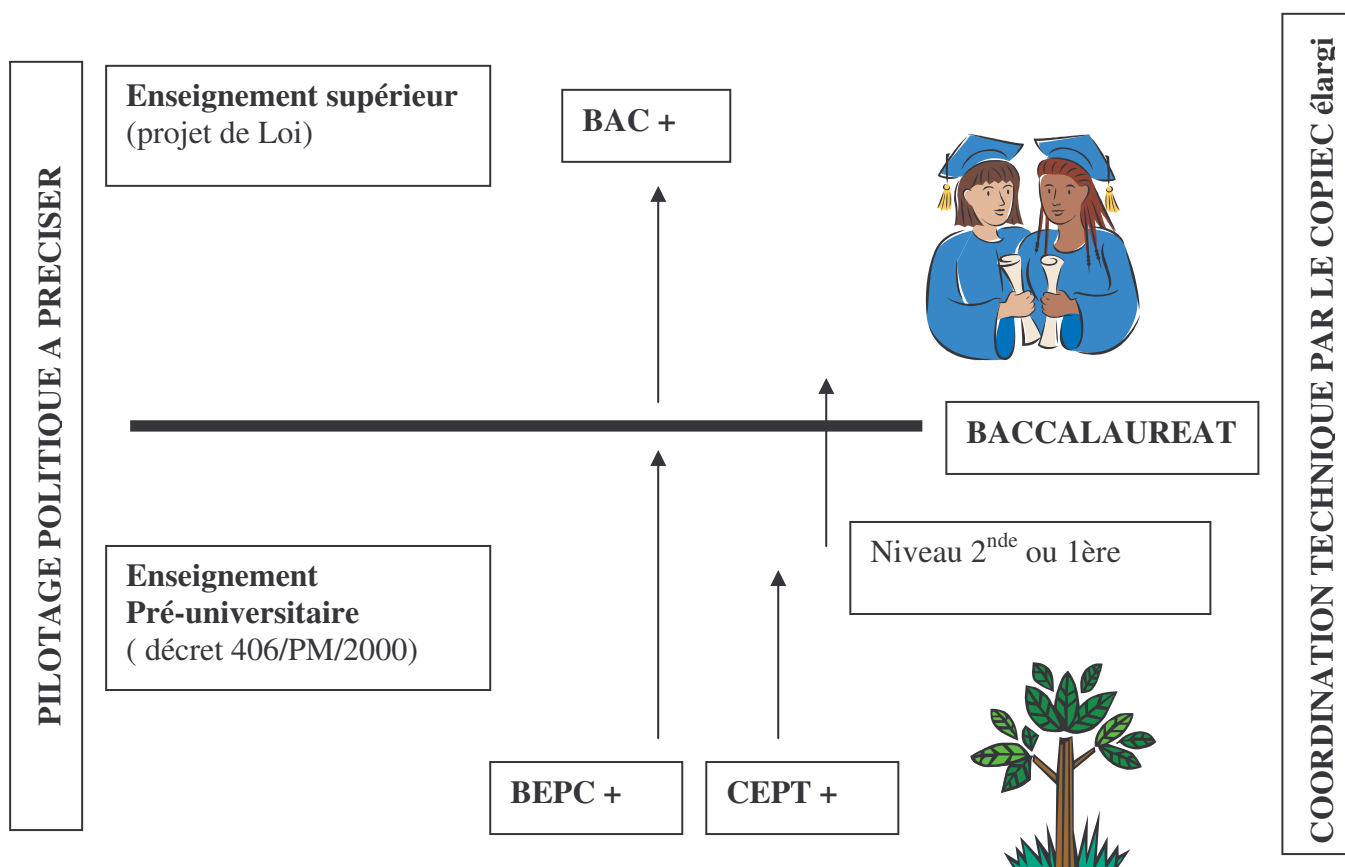 PILOTAGE POLITIQUE A PRECISER
Enseignement supérieur
(projet de Loi)
BAC +
BACCALAUREAT
Niveau 2nde ou 1ère
Enseignement
Pré-universitaire
( décret 406/PM/2000)
BEPC +
CEPT +
COORDINATION TECHNIQUE PAR LE COPIEC élargi